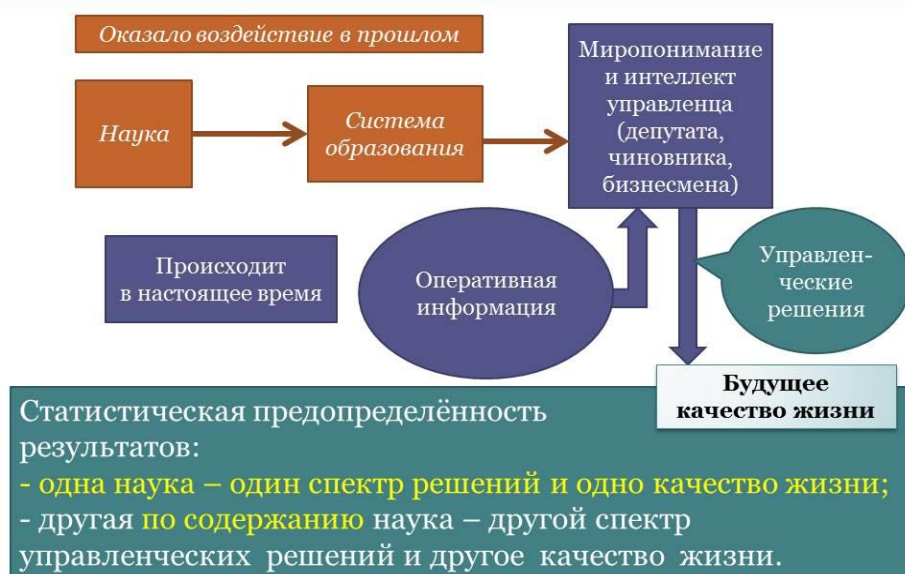 Оказало воздействие в прошлом
Наука
Система
образования
Миропонимание
и интеллект
управленца
(депутата,
чиновника,
бизнесмена)
Происходит
в настоящее время
Оперативная
информация
Управлен-
ческие
решения
Будущее
качество жизни
Статистическая предопределённость
результатов:
- одна наука – один спектр решений и одно качество жизни;
- другая по содержанию наука – другой спектр
управленческих решений и другое качество жизни.